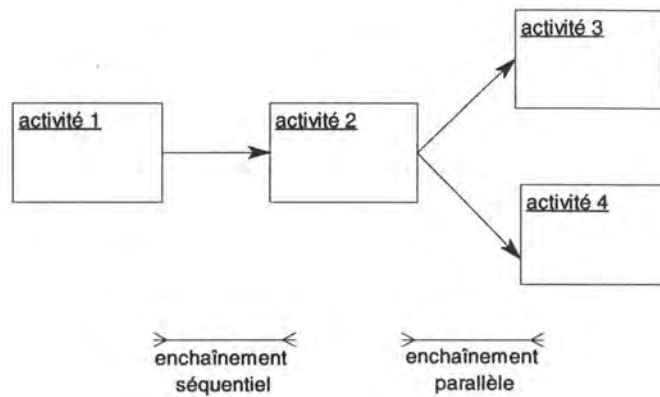 activité 3
activité 1
activité 2
activité 4
enchaînement
séquentiel
enchaînement
parallèle